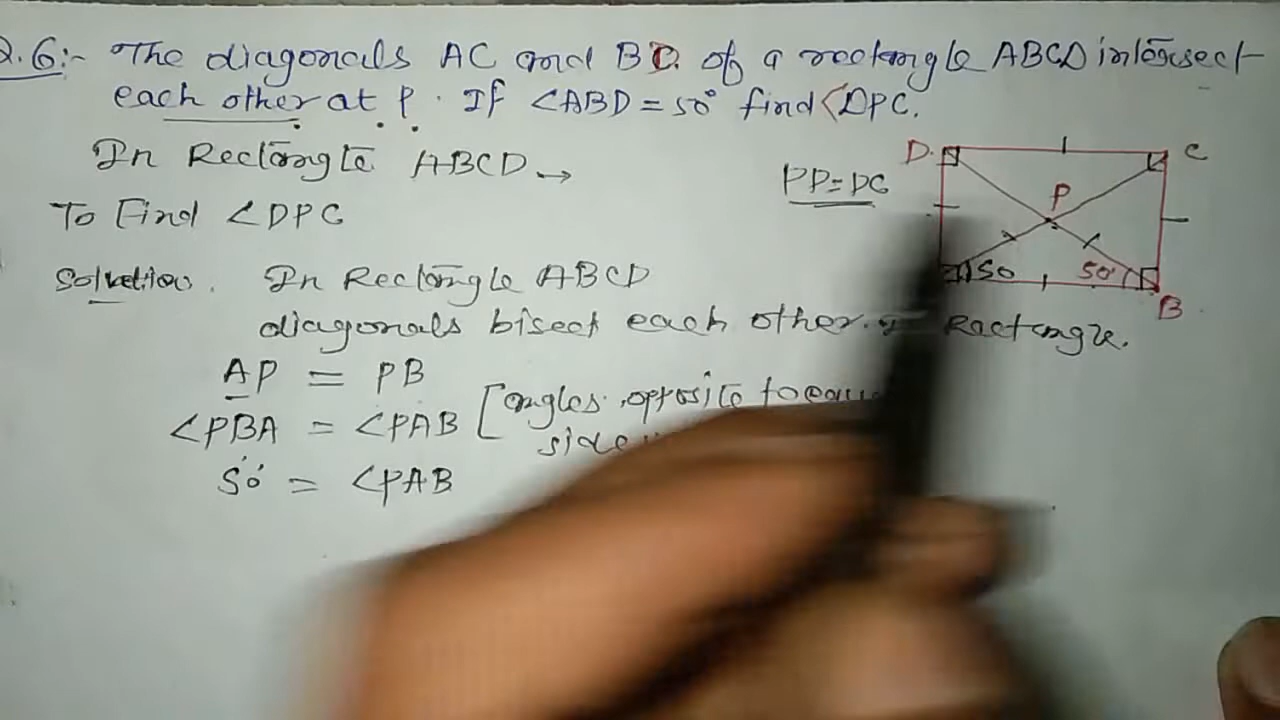 Q.6:- The diagonals AC and BD. of a rectangle ABCD intersect
each other at P. If <ABD = 50° find <DPC.
In Rectangle ABCD →
To Find <DPC
Solution. In Rectangle ABCD
diagonals bisect each other. Rectangle.
AP = PB
<PBA = <PAB [angles opposite to
side
50 = <PAB
D
C
P
50
50°
B